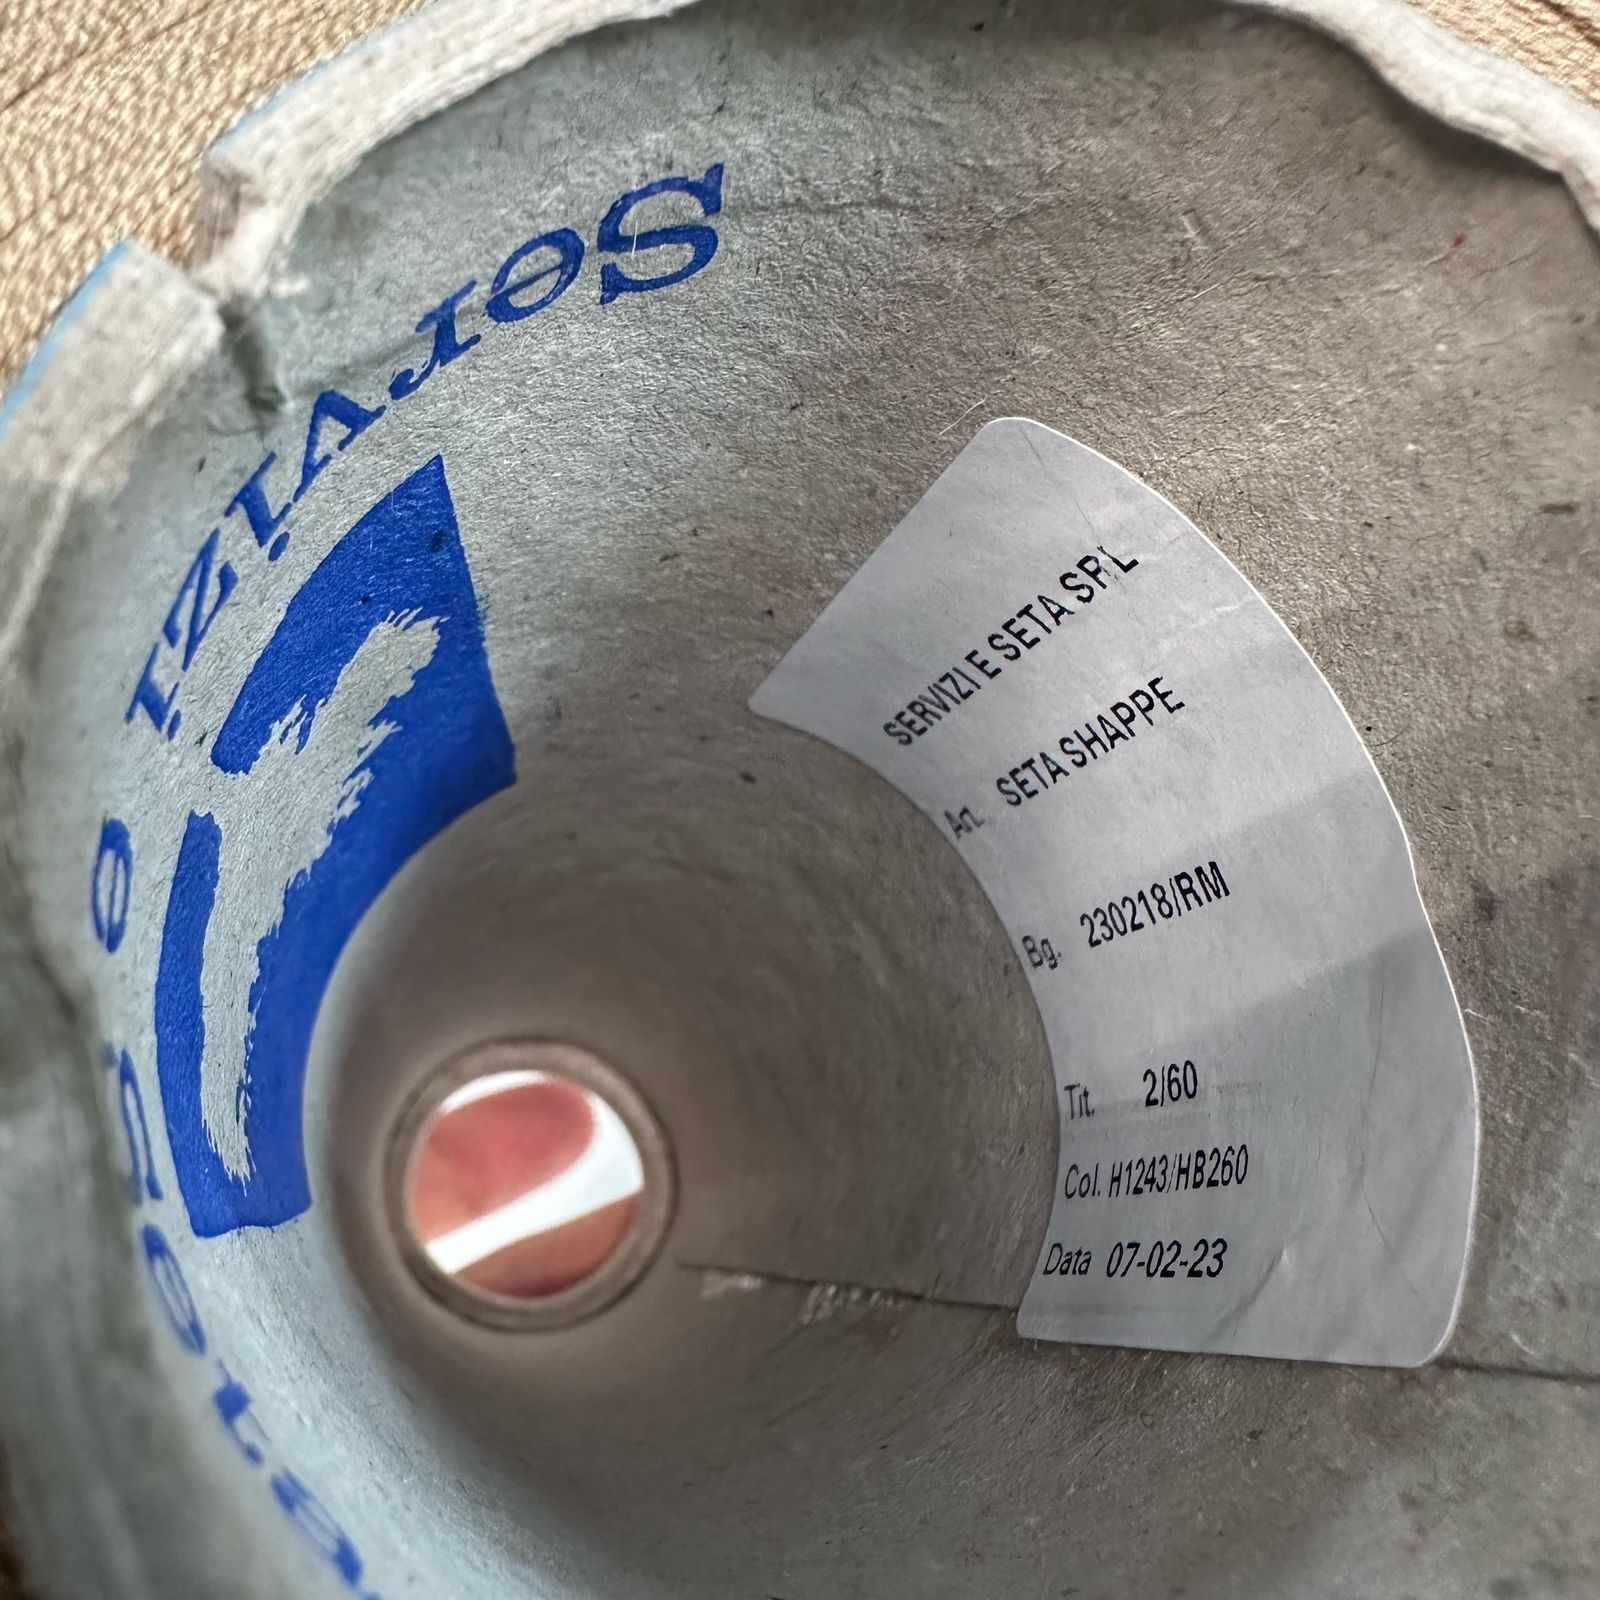 Servizi e Seta
SERVIZI E SETA SRL
Art. SETA SHAPPE
Bg. 230218/RM
Tit. 2/60
Col. H1243/HB260
Data 07-02-23